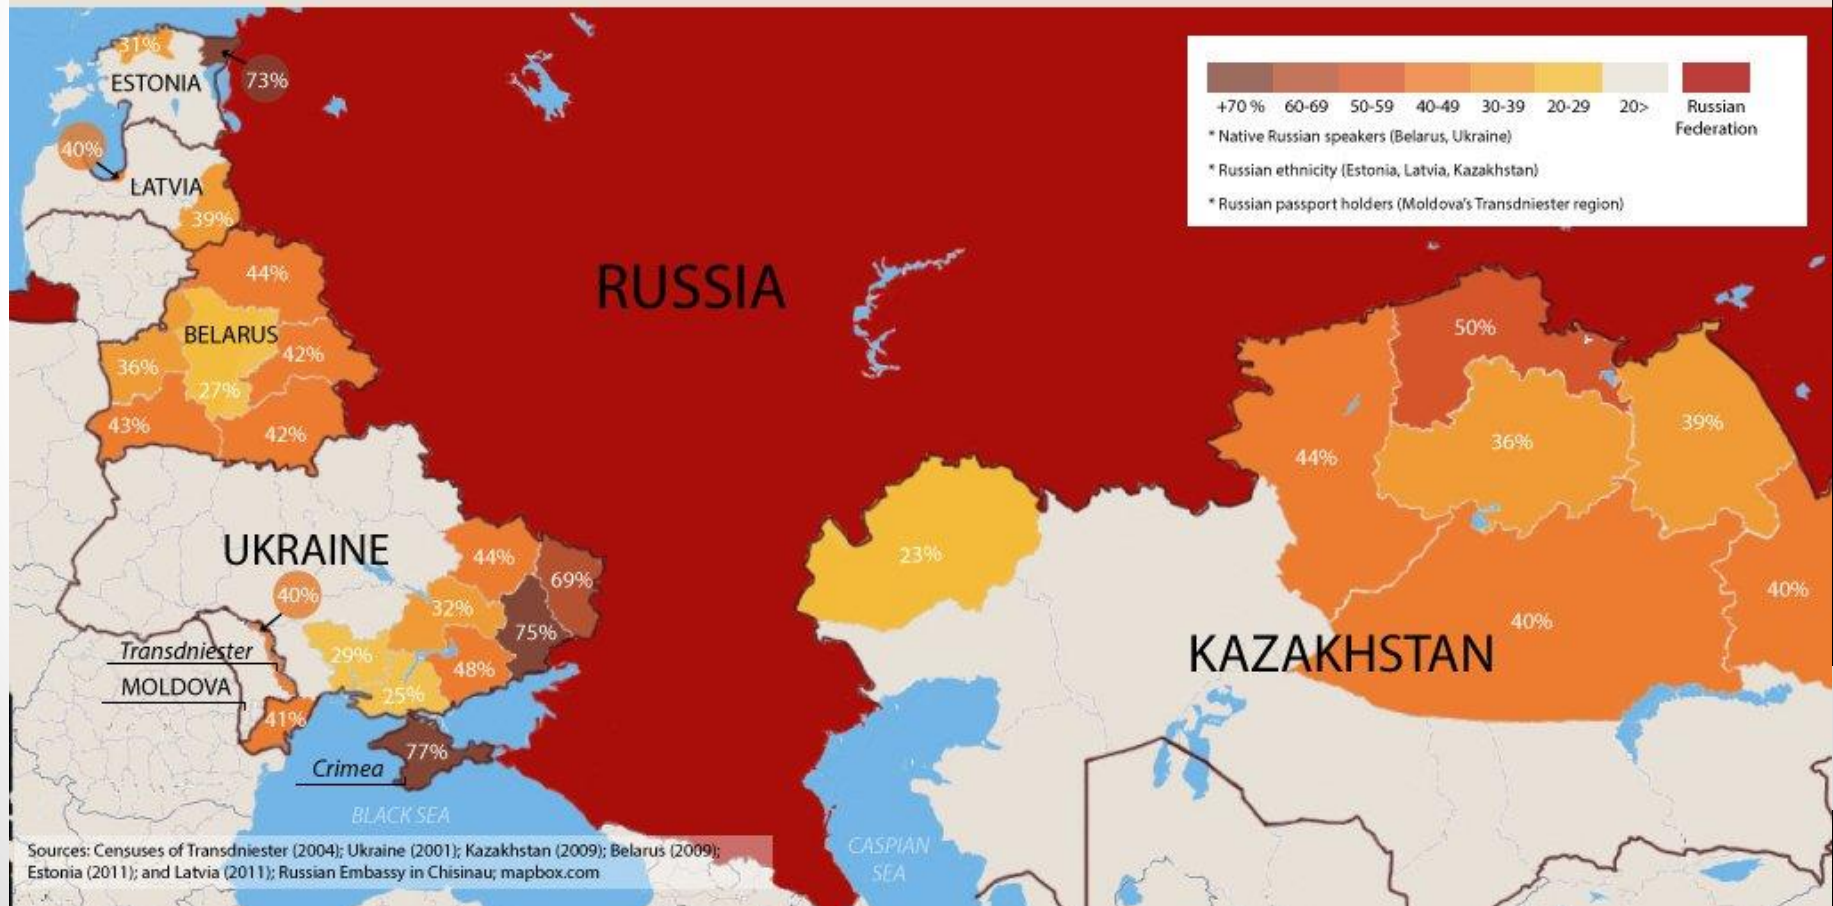 31%
ESTONIA
73%
40%
LATVIA
39%
44%
BELARUS
36%
42%
27%
43%
42%
RUSSIA
+70 % 60-69 50-59 40-49 30-39 20-29 20> Russian
Federation
* Native Russian speakers (Belarus, Ukraine)
* Russian ethnicity (Estonia, Latvia, Kazakhstan)
* Russian passport holders (Moldova's Transdniester region)
UKRAINE
44%
69%
40%
32%
75%
Transdniester
29%
48%
MOLDOVA
25%
41%
77%
Crimea
BLACK SEA
50%
39%
36%
44%
23%
40%
40%
KAZAKHSTAN
CASPIAN
SEA
Sources: Censuses of Transdniester (2004); Ukraine (2001); Kazakhstan (2009); Belarus (2009);
Estonia (2011); and Latvia (2011); Russian Embassy in Chisinau; mapbox.com